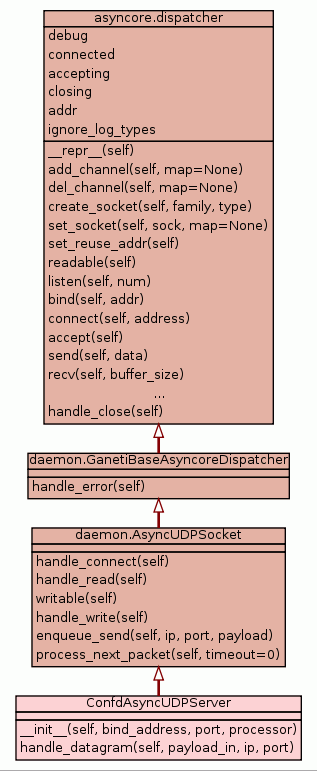 asyncore.dispatcher
debug
connected
accepting
closing
addr
ignore_log_types
__repr__(self)
add_channel(self, map=None)
del_channel(self, map=None)
create_socket(self, family, type)
set_socket(self, sock, map=None)
set_reuse_addr(self)
readable(self)
listen(self, num)
bind(self, addr)
connect(self, address)
accept(self)
send(self, data)
recv(self, buffer_size)
...
handle_close(self)
daemon.GanetiBaseAsyncoreDispatcher
handle_error(self)
daemon.AsyncUDPSocket
handle_connect(self)
handle_read(self)
writable(self)
handle_write(self)
enqueue_send(self, ip, port, payload)
process_next_packet(self, timeout=0)
ConfdAsyncUDPServer
__init__(self, bind_address, port, processor)
handle_datagram(self, payload_in, ip, port)